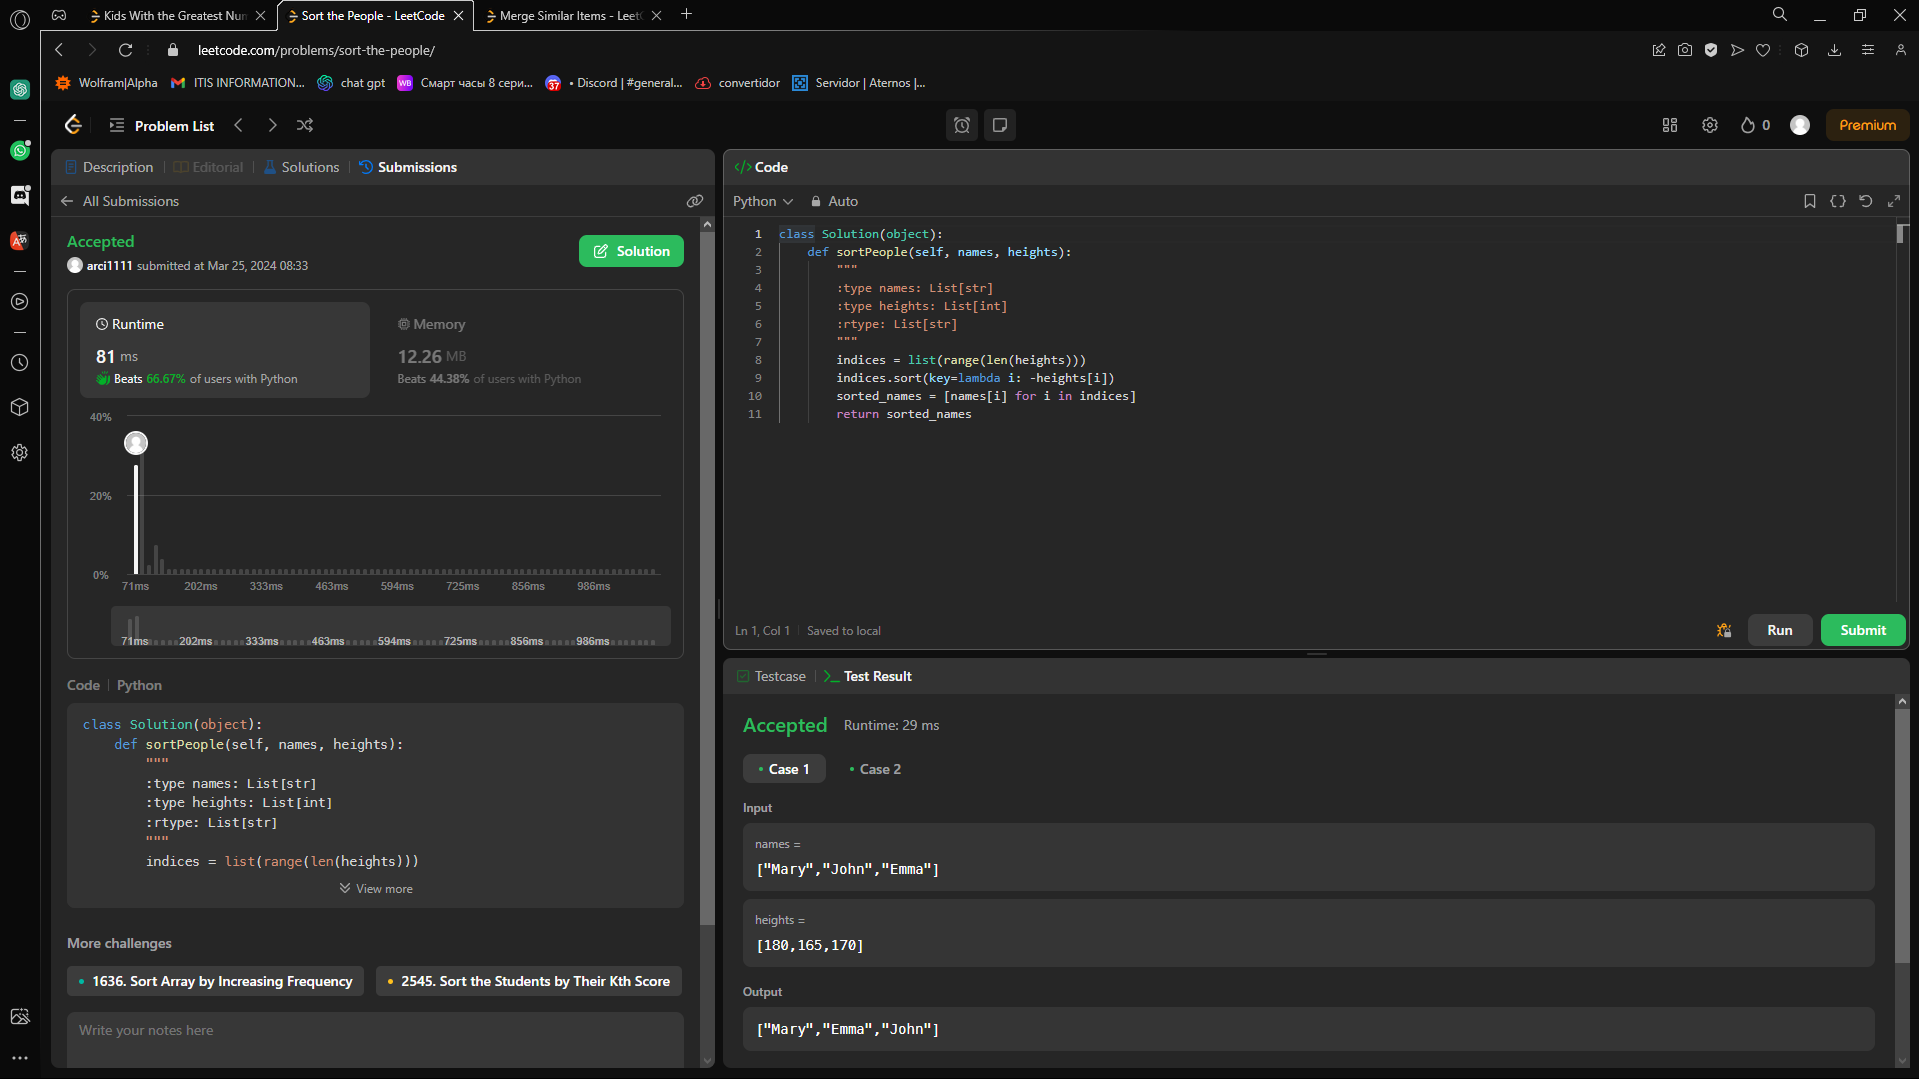 Kids With the Greatest Num
Sort the People - LeetCode
Merge Similar Items - LeetC
leetcode.com/problems/sort-the-people/
Wolfram|Alpha
ITIS INFORMATION...
chat gpt
WB
Смарт часы 8 сери...
37
• Discord | #general...
convertidor
Servidor | Aternos |...
Problem List
0
Premium
Description
Editorial
Solutions
Submissions
All Submissions
Accepted
arci1111 submitted at Mar 25, 2024 08:33
Solution
Runtime
81 ms
Beats 66.67% of users with Python
Memory
12.26 MB
Beats 44.38% of users with Python
40%
20%
0%
71ms 202ms 333ms 463ms 594ms 725ms 856ms 986ms
71ms 202ms 333ms 463ms 594ms 725ms 856ms 986ms
Code | Python
class Solution(object):
def sortPeople(self, names, heights):
"""
:type names: List[str]
:type heights: List[int]
:rtype: List[str]
"""
indices = list(range(len(heights)))
View more
More challenges
1636. Sort Array by Increasing Frequency
2545. Sort the Students by Their Kth Score
Write your notes here
</> Code
Python
Auto
1 class Solution(object):
2 def sortPeople(self, names, heights):
3 """
4 :type names: List[str]
5 :type heights: List[int]
6 :rtype: List[str]
7 """
8 indices = list(range(len(heights)))
9 indices.sort(key=lambda i: -heights[i])
10 sorted_names = [names[i] for i in indices]
11 return sorted_names
Ln 1, Col 1
Saved to local
Run
Submit
Testcase
Test Result
Accepted
Runtime: 29 ms
• Case 1
• Case 2
Input
names =
["Mary","John","Emma"]
heights =
[180,165,170]
Output
["Mary","Emma","John"]